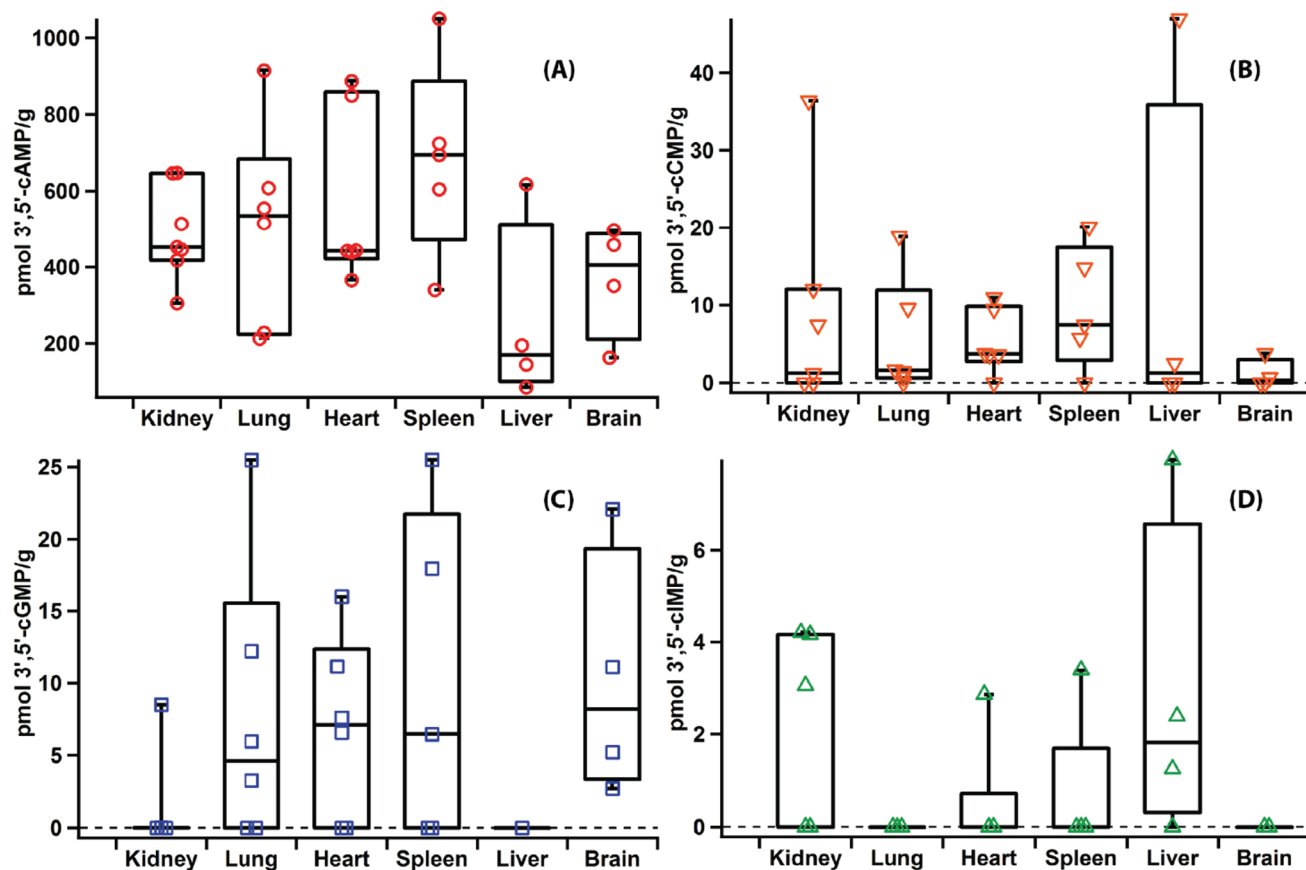 pmol 3',5'-cAMP/g
1000
800
600
400
200
(A)
Kidney Lung Heart Spleen Liver Brain
pmol 3',5'-cCMP/g
40
30
20
10
0
(B)
Kidney Lung Heart Spleen Liver Brain
pmol 3',5'-cGMP/g
25
20
15
10
5
0
(C)
Kidney Lung Heart Spleen Liver Brain
pmol 3',5'-cIMP/g
6
4
2
0
(D)
Kidney Lung Heart Spleen Liver Brain